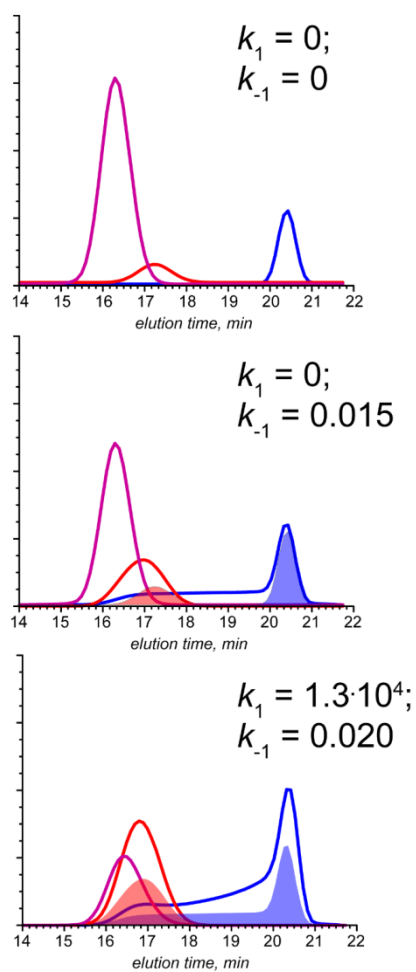 k₁ = 0;
k₋₁ = 0
14 15 16 17 18 19 20 21 22
elution time, min
k₁ = 0;
k₋₁ = 0.015
14 15 16 17 18 19 20 21 22
elution time, min
k₁ = 1.3·10⁴;
k₋₁ = 0.020
14 15 16 17 18 19 20 21 22
elution time, min